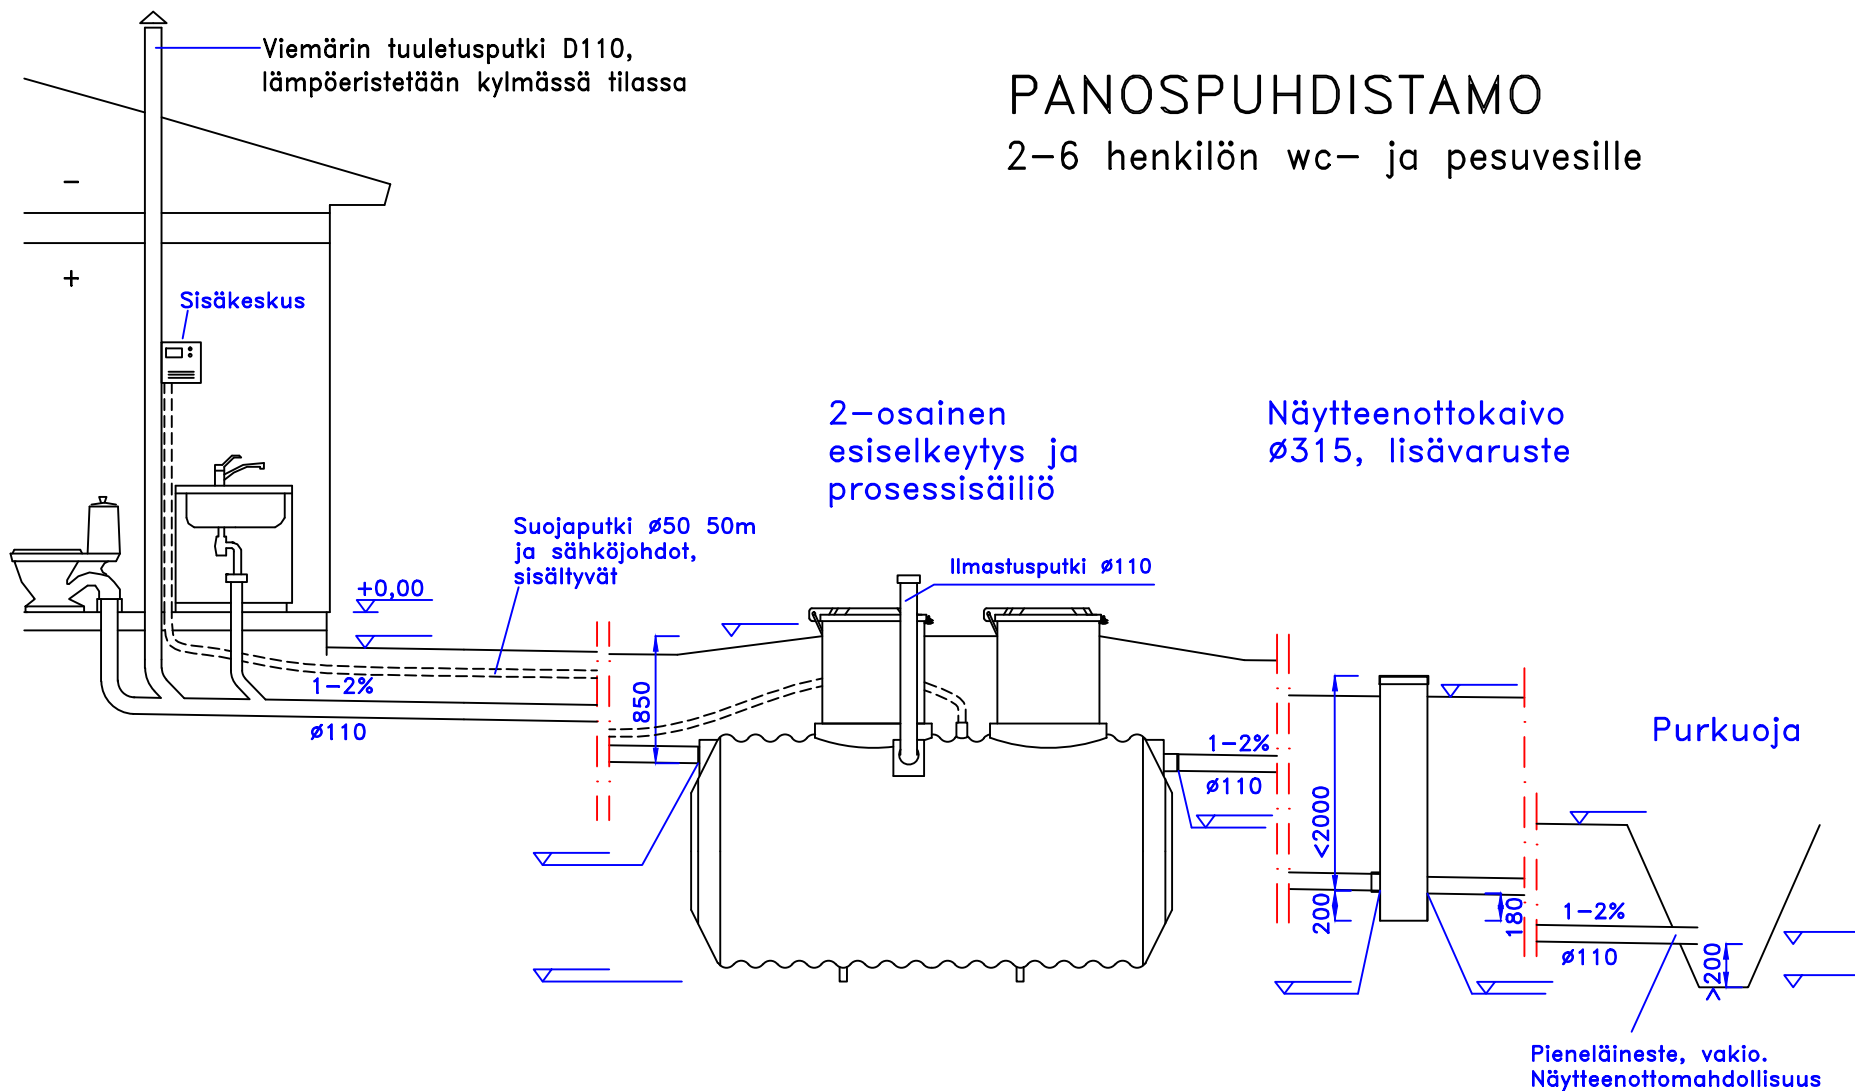 Viemärin tuuletusputki D110,
lämpöeristetään kylmässä tilassa
PANOSPUHDISTAMO
2-6 henkilön wc- ja pesuvesille
-
+
Sisäkeskus
2-osainen
esiselkeytys ja
prosessisäiliö
Näytteenottokaivo
Ø315, lisävaruste
Suojaputki Ø50 50m
ja sähköjohdot,
sisältyvät
Ilmastusputki Ø110
+0,00
1-2%
Ø110
850
1-2%
Ø110
<2000
200
180
Purkuoja
1-2%
Ø110
>200
Pieneläineste, vakio.
Näytteenottomahdollisuus